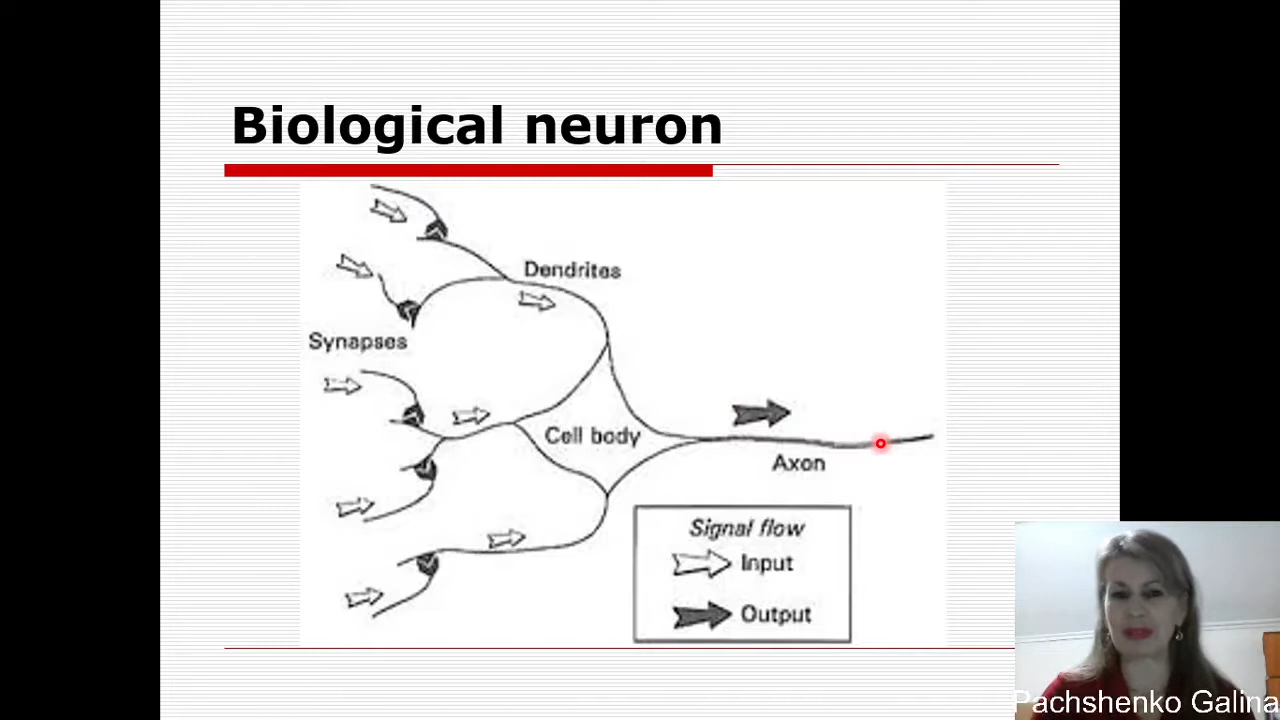 Biological neuron
Dendrites
Synapses
Cell body
Axon
Signal flow
Input
Output
Pachshenko Galina